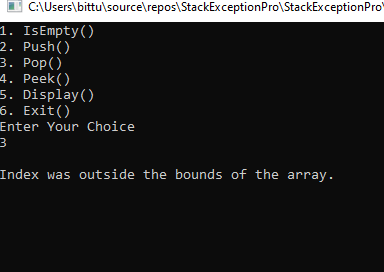 C:\Users\bittu\source\repos\StackExceptionPro\StackExceptionPro\
1. IsEmpty()
2. Push()
3. Pop()
4. Peek()
5. Display()
6. Exit()
Enter Your Choice
3
Index was outside the bounds of the array.